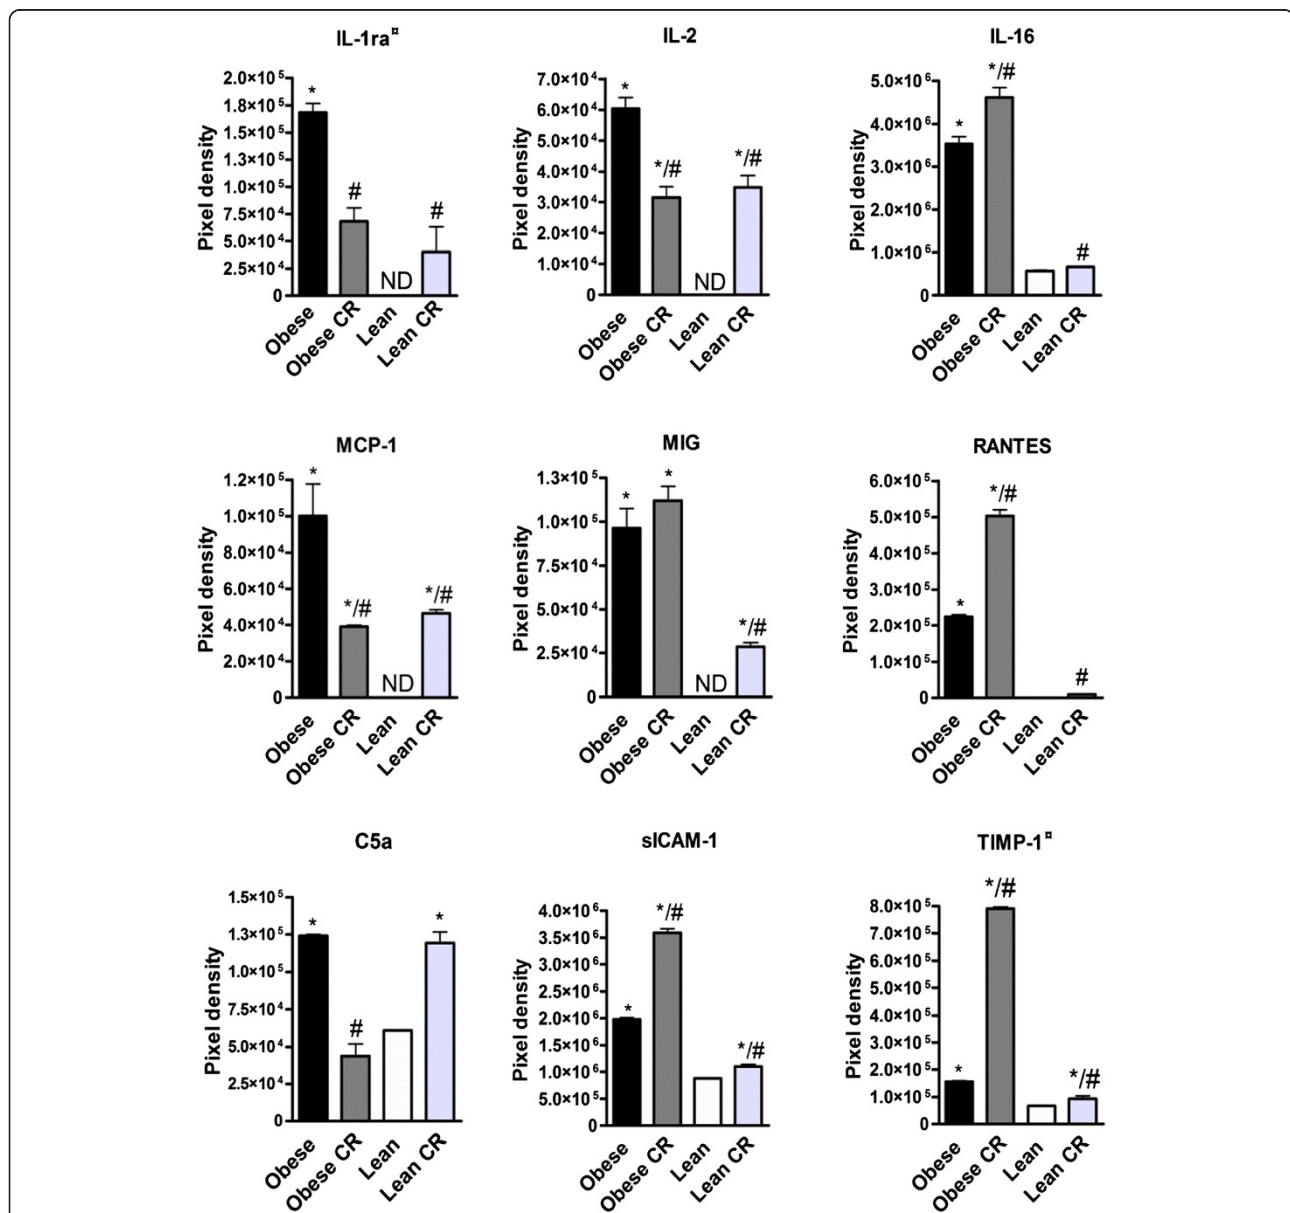 IL-1ra¤
Pixel density
2.0×10⁵
1.8×10⁵
1.5×10⁵
1.3×10⁵
1.0×10⁵
7.5×10⁴
5.0×10⁴
2.5×10⁴
0
*
#
ND
#
Obese
Obese CR
Lean
Lean CR
IL-2
Pixel density
7.0×10⁴
6.0×10⁴
5.0×10⁴
4.0×10⁴
3.0×10⁴
2.0×10⁴
1.0×10⁴
0
*
*/#
ND
*/#
Obese
Obese CR
Lean
Lean CR
IL-16
Pixel density
5.0×10⁶
4.0×10⁶
3.0×10⁶
2.0×10⁶
1.0×10⁶
0
*
*/#
#
Obese
Obese CR
Lean
Lean CR
MCP-1
Pixel density
1.2×10⁵
1.0×10⁵
8.0×10⁴
6.0×10⁴
4.0×10⁴
2.0×10⁴
0
*
*/#
ND
*/#
Obese
Obese CR
Lean
Lean CR
MIG
Pixel density
1.3×10⁵
1.0×10⁵
7.5×10⁴
5.0×10⁴
2.5×10⁴
0
*
*
ND
*/#
Obese
Obese CR
Lean
Lean CR
RANTES
Pixel density
6.0×10⁵
5.0×10⁵
4.0×10⁵
3.0×10⁵
2.0×10⁵
1.0×10⁵
0
*
*/#
#
Obese
Obese CR
Lean
Lean CR
C5a
Pixel density
1.5×10⁵
1.3×10⁵
1.0×10⁵
7.5×10⁴
5.0×10⁴
2.5×10⁴
0
*
#
*
Obese
Obese CR
Lean
Lean CR
sICAM-1
Pixel density
4.0×10⁶
3.5×10⁶
3.0×10⁶
2.5×10⁶
2.0×10⁶
1.5×10⁶
1.0×10⁶
5.0×10⁵
0
*
*/#
*/#
Obese
Obese CR
Lean
Lean CR
TIMP-1¤
Pixel density
8.0×10⁵
7.0×10⁵
6.0×10⁵
5.0×10⁵
4.0×10⁵
3.0×10⁵
2.0×10⁵
1.0×10⁵
0
*
*/#
*/#
Obese
Obese CR
Lean
Lean CR